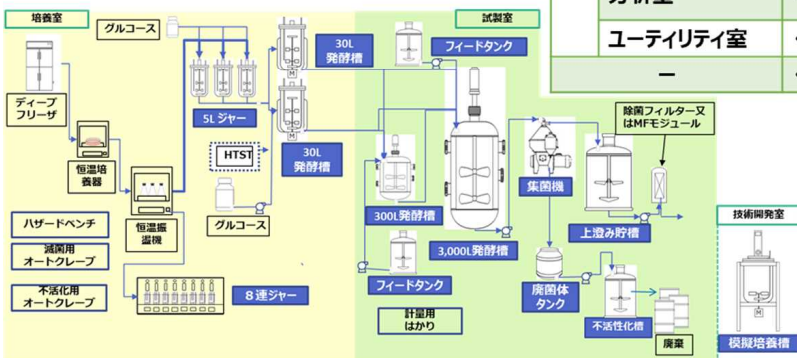 培養室
グルコース
ディープ
フリーザ
恒温培
養器
恒温振
盪機
5L ジャー
30L
発酵槽
HTST
30L
発酵槽
グルコース
ハザードベンチ
滅菌用
オートクレーブ
不活化用
オートクレーブ
8連ジャー
試製室
フィードタンク
300L発酵槽
3,000L発酵槽
フィードタンク
計量用
はかり
集菌機
上澄み貯槽
除菌フィルター又
はMFモジュール
廃菌体
タンク
不活性化槽
廃棄
技術開発室
模擬培養槽
ユーティリティ室
－
M
M
M